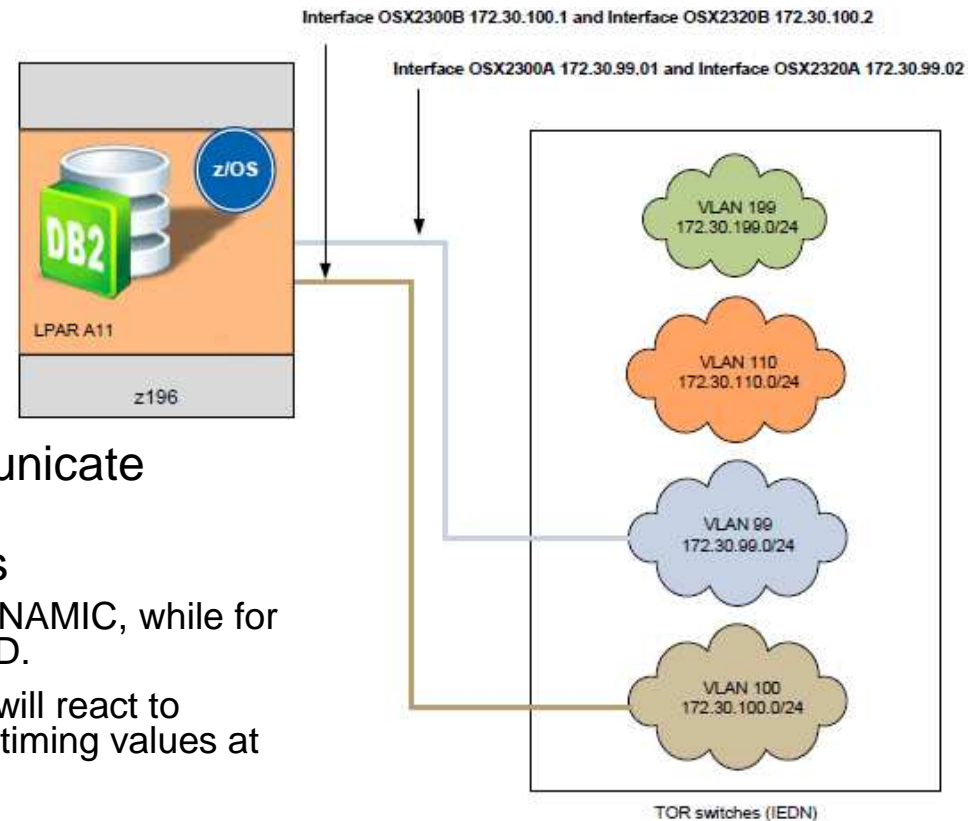 Interface OSX2300B 172.30.100.1 and Interface OSX2320B 172.30.100.2
Interface OSX2300A 172.30.99.01 and Interface OSX2320A 172.30.99.02
z/OS
DB2
LPAR A11
z196
VLAN 199
172.30.199.0/24
VLAN 110
172.30.110.0/24
VLAN 99
172.30.99.0/24
VLAN 100
172.30.100.0/24
TOR switches (IEDN)
unicate
s
NAMIC, while for
D.
will react to
timing values at